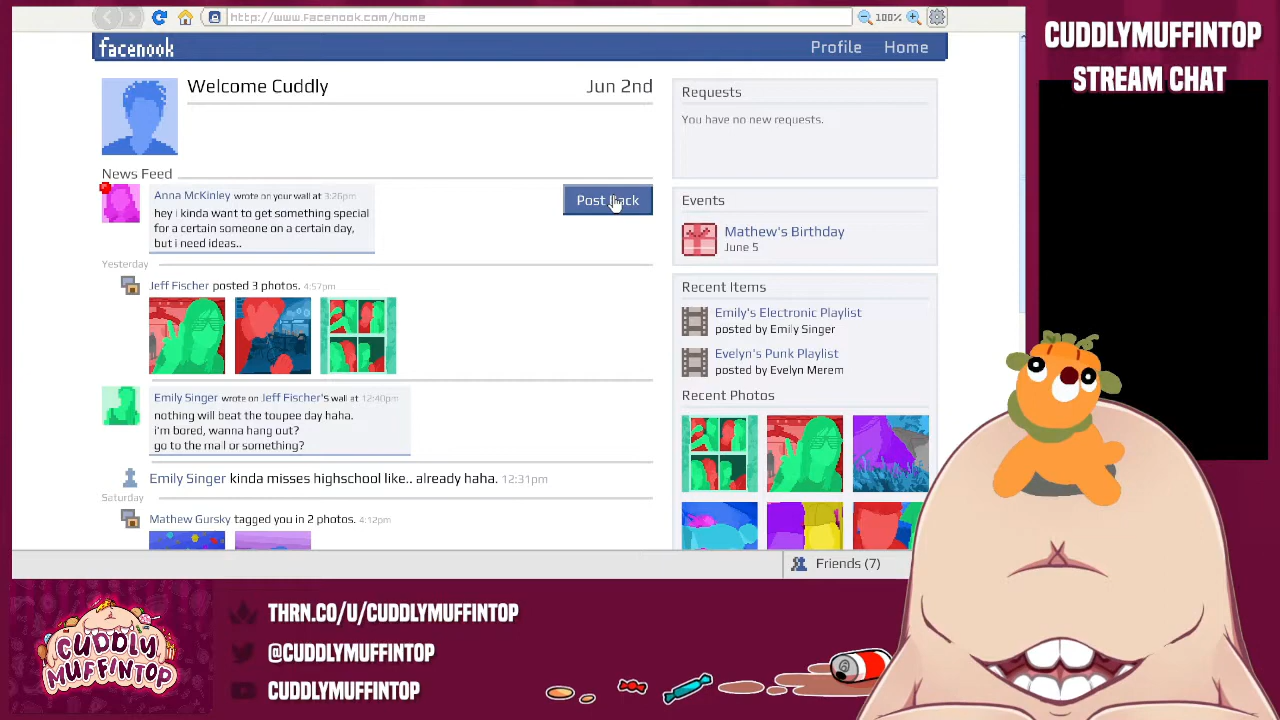 http://www.facenook.com/home
100%
facenook
Profile
Home
Welcome Cuddly
Jun 2nd
News Feed
Anna McKinley wrote on your wall at 3:26pm
hey i kinda want to get something special
for a certain someone on a certain day,
but i need ideas..
Post Back
Yesterday
Jeff Fischer posted 3 photos. 4:57pm
Emily Singer wrote on Jeff Fischer's wall at 12:40pm
nothing will beat the toupee day haha.
i'm bored, wanna hang out?
go to the mall or something?
Emily Singer kinda misses highschool like.. already haha. 12:31pm
Saturday
Mathew Gursky tagged you in 2 photos. 4:12pm
Requests
You have no new requests.
Events
Mathew's Birthday
June 5
Recent Items
Emily's Electronic Playlist
posted by Emily Singer
Evelyn's Punk Playlist
posted by Evelyn Merem
Recent Photos
Friends (7)
CUDDLYMUFFINTOP
STREAM CHAT
CUDDLY
MUFFINTOP
THRN.CO/U/CUDDLYMUFFINTOP
@CUDDLYMUFFINTOP
CUDDLYMUFFINTOP